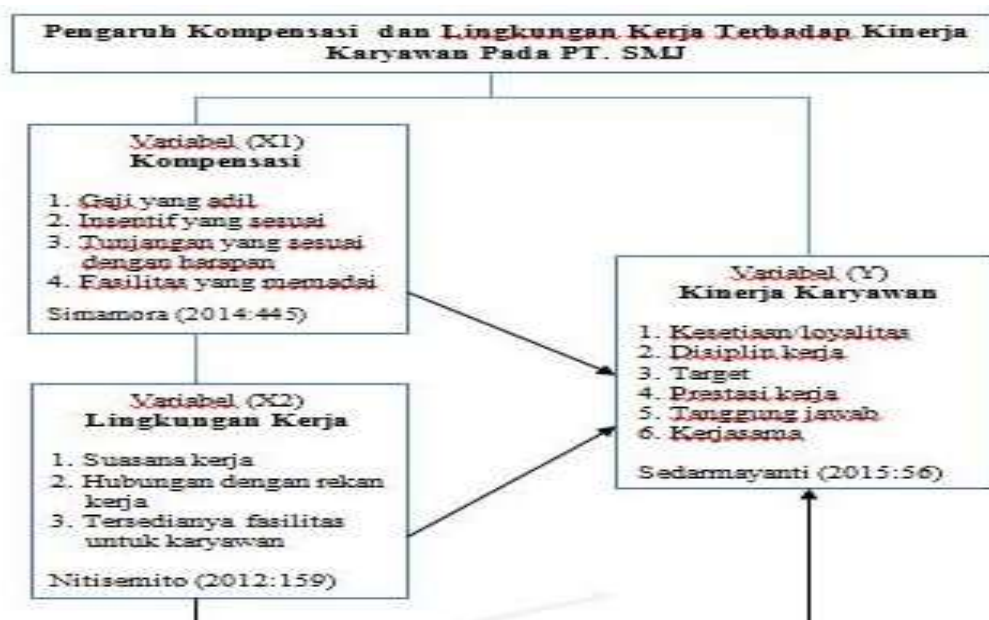 Pengaruh Kompensasi dan Lingkungan Kerja Terhadap Kinerja
Karyawan Pada PT. SMJ
Variabel (X1)
Kompensasi
1. Gaji yang adil
2. Insentif yang sesuai
3. Tunjangan yang sesuai
dengan harapan
4. Fasilitas yang memadai
Simamora (2014:445)
Variabel (X2)
Lingkungan Kerja
1. Suasana kerja
2. Hubungan dengan rekan
kerja
3. Tersedianya fasilitas
untuk karyawan
Nitisemito (2012:159)
Variabel (Y)
Kinerja Karyawan
1. Kesetiaan/loyalitas
2. Disiplin kerja
3. Target
4. Prestasi kerja
5. Tanggung jawab
6. Kerjasama
Sedarmayanti (2015:56)